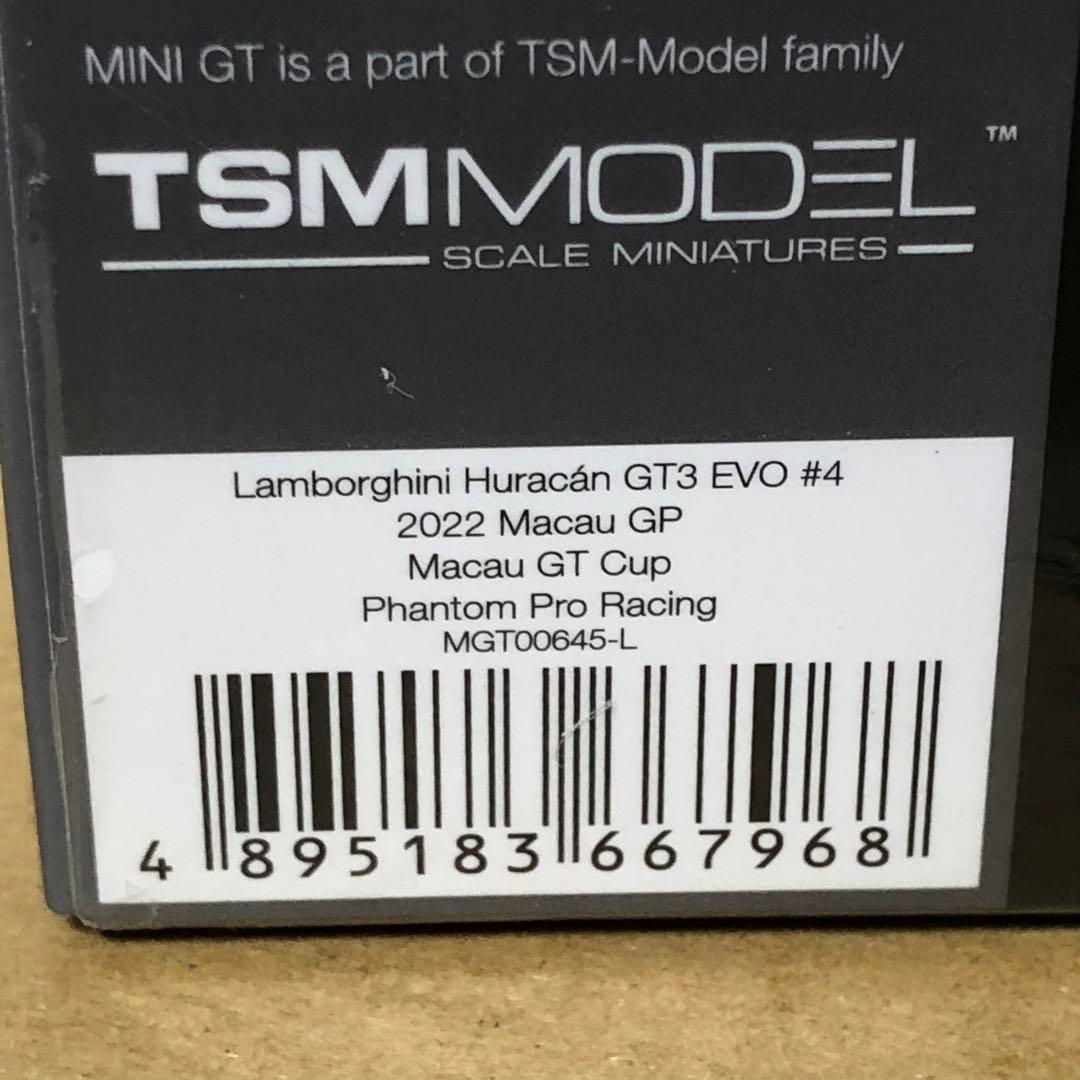 MINI GT is a part of TSM-Model family
TSMMODEL™
SCALE MINIATURES
Lamborghini Huracán GT3 EVO #4
2022 Macau GP
Macau GT Cup
Phantom Pro Racing
MGT00645-L
4 895183 667968